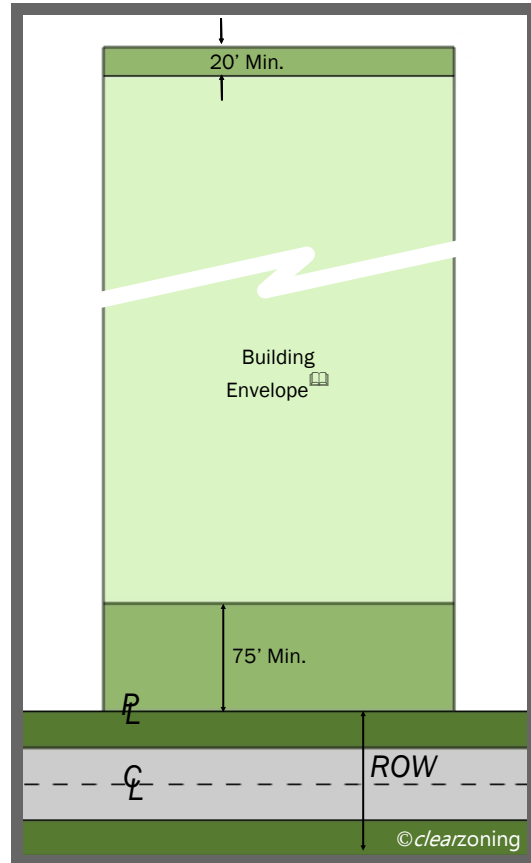 20’ Min.
Building
Envelope
75’ Min.
PL
CL
ROW
©clearzoning